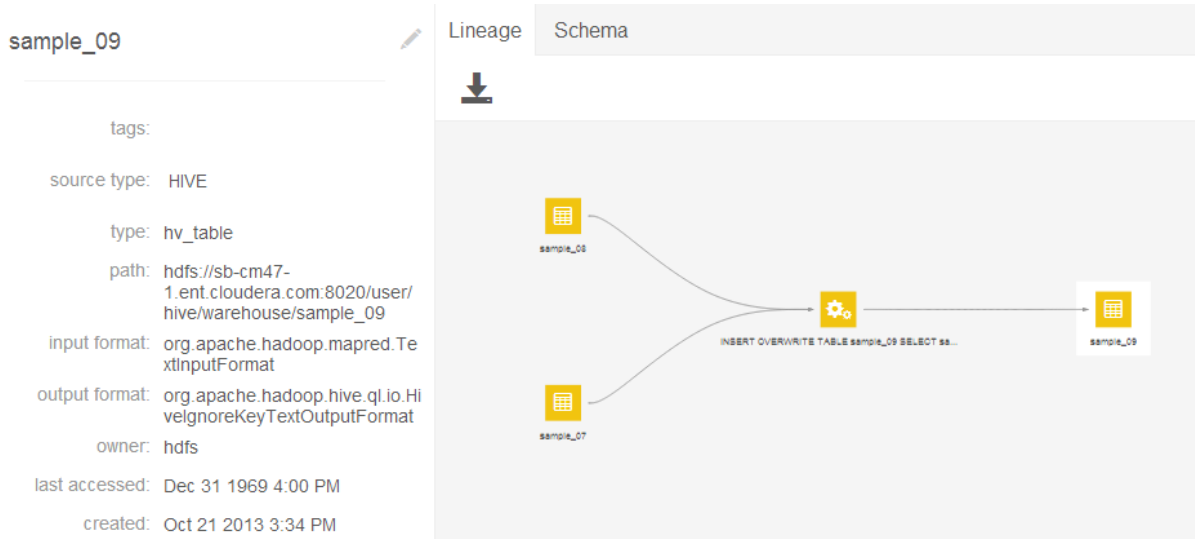 sample_09
tags:
source type: HIVE
type: hv_table
path: hdfs://sb-cm47-
1.ent.cloudera.com:8020/user/
hive/warehouse/sample_09
input format: org.apache.hadoop.mapred.Te
xtInputFormat
output format: org.apache.hadoop.hive.ql.io.Hi
veIgnoreKeyTextOutputFormat
owner: hdfs
last accessed: Dec 31 1969 4:00 PM
created: Oct 21 2013 3:34 PM
Lineage Schema
sample_08
INSERT OVERWRITE TABLE sample_09 SELECT sa...
sample_09
sample_07